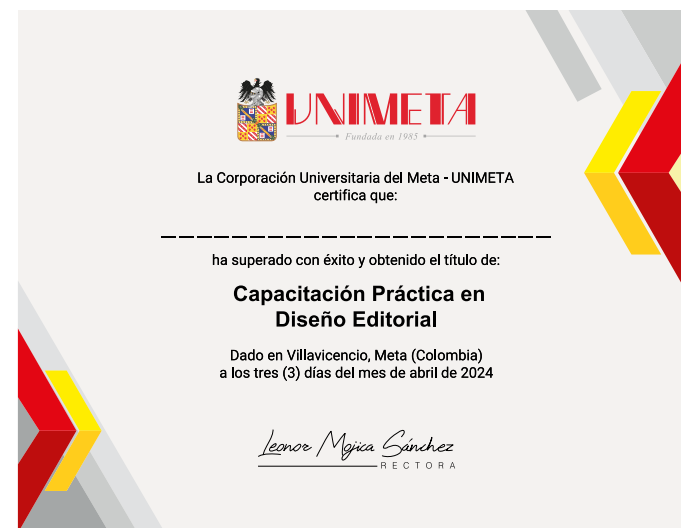 UNIMETA
Fundada en 1985
La Corporación Universitaria del Meta - UNIMETA
certifica que:
ha superado con éxito y obtenido el título de:
Capacitación Práctica en
Diseño Editorial
Dado en Villavicencio, Meta (Colombia)
a los tres (3) días del mes de abril de 2024
Leonor Mojica Sánchez
RECTORA